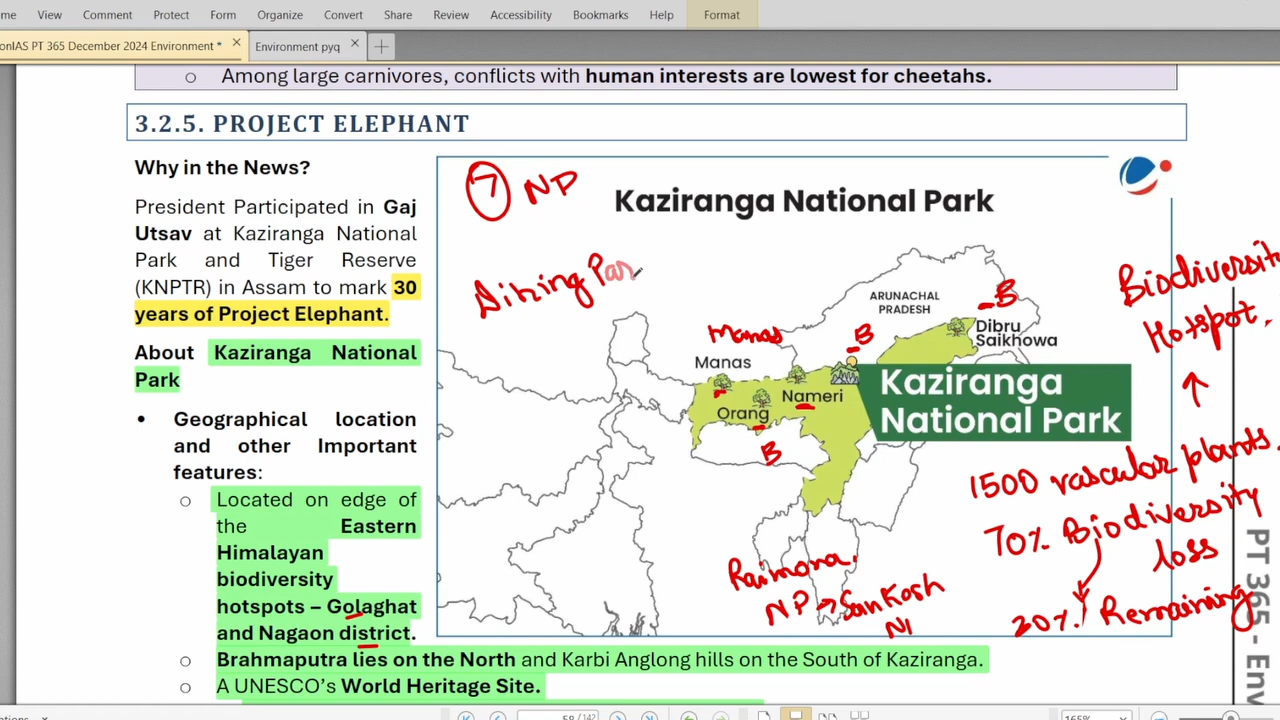 View Comment Protect Form Organize Convert Share Review Accessibility Bookmarks Help Format
onIAS PT 365 December 2024 Environment * Environment pyq
Among large carnivores, conflicts with human interests are lowest for cheetahs.
3.2.5. PROJECT ELEPHANT
Why in the News?
President Participated in Gaj
Utsav at Kaziranga National
Park and Tiger Reserve
(KNPTR) in Assam to mark 30
years of Project Elephant.
About Kaziranga National
Park
• Geographical location
and other Important
features:
Located on edge of
the Eastern
Himalayan
biodiversity
hotspots – Golaghat
and Nagaon district.
Brahmaputra lies on the North and Karbi Anglong hills on the South of Kaziranga.
A UNESCO's World Heritage Site.
7 NP
Kaziranga National Park
ARUNACHAL
PRADESH
B
Dibru
Saikhowa
Manas
B
Manas
Nameri
Orang
B
Kaziranga
National Park
Raimona.
NP → Sankosh
Biodiversity
Hotspot.
1500 vascular plants.
70% Biodiversity
loss
Remaining
PT 365 - Env
58 / 142
165%